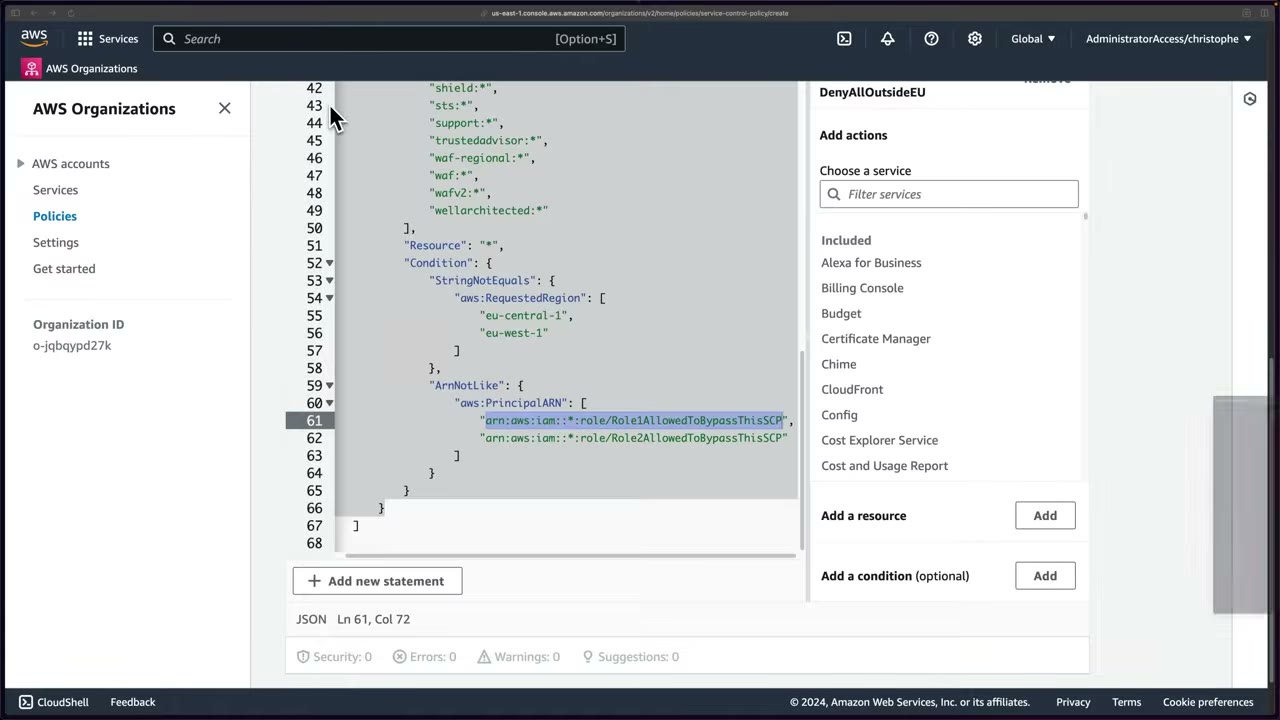 us-east-1.console.aws.amazon.com/organizations/v2/home/policies/service-control-policy/create
aws
Services
Search
[Option+S]
Global
AdministratorAccess/christophe
AWS Organizations
AWS Organizations
AWS accounts
Services
Policies
Settings
Get started
Organization ID
o-jqbqypd27k
42 "shield:*",
43 "sts:*",
44 "support:*",
45 "trustedadvisor:*",
46 "waf-regional:*",
47 "waf:*",
48 "wafv2:*",
49 "wellarchitected:*"
50 ],
51 "Resource": "*",
52 "Condition": {
53 "StringNotEquals": {
54 "aws:RequestedRegion": [
55 "eu-central-1",
56 "eu-west-1"
57 ]
58 },
59 "ArnNotLike": {
60 "aws:PrincipalARN": [
61 "arn:aws:iam::*:role/Role1AllowedToBypassThisSCP",
62 "arn:aws:iam::*:role/Role2AllowedToBypassThisSCP"
63 ]
64 }
65 }
66 }
67 ]
68
+ Add new statement
JSON Ln 61, Col 72
Security: 0
Errors: 0
Warnings: 0
Suggestions: 0
Remove
DenyAllOutsideEU
Add actions
Choose a service
Filter services
Included
Alexa for Business
Billing Console
Budget
Certificate Manager
Chime
CloudFront
Config
Cost Explorer Service
Cost and Usage Report
Add a resource
Add
Add a condition (optional)
Add
CloudShell
Feedback
© 2024, Amazon Web Services, Inc. or its affiliates.
Privacy
Terms
Cookie preferences